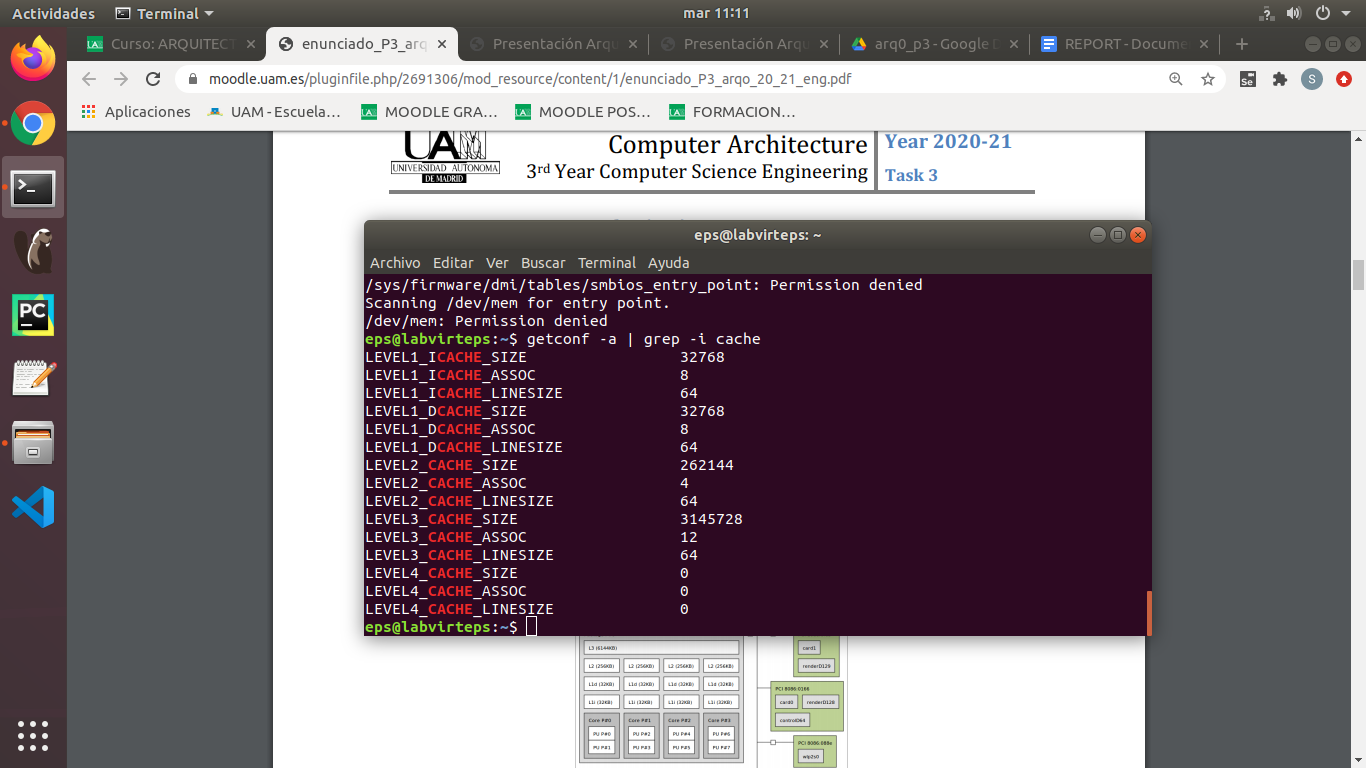 Actividades Terminal mar 11:11
Curso: ARQUITECT enunciado_P3_arq Presentación Arqu Presentación Arqu arq0_p3 - Google D REPORT - Docume
moodle.uam.es/pluginfile.php/2691306/mod_resource/content/1/enunciado_P3_arqo_20_21_eng.pdf Se S
Aplicaciones UAM - Escuela... MOODLE GRA... MOODLE POS... FORMACION...
UAM Computer Architecture Year 2020-21
UNIVERSIDAD AUTONOMA 3rd Year Computer Science Engineering Task 3
DE MADRID
>_
PC
eps@labvirteps: ~
Archivo Editar Ver Buscar Terminal Ayuda
/sys/firmware/dmi/tables/smbios_entry_point: Permission denied
Scanning /dev/mem for entry point.
/dev/mem: Permission denied
eps@labvirteps:~$ getconf -a | grep -i cache
LEVEL1_ICACHE_SIZE 32768
LEVEL1_ICACHE_ASSOC 8
LEVEL1_ICACHE_LINESIZE 64
LEVEL1_DCACHE_SIZE 32768
LEVEL1_DCACHE_ASSOC 8
LEVEL1_DCACHE_LINESIZE 64
LEVEL2_CACHE_SIZE 262144
LEVEL2_CACHE_ASSOC 4
LEVEL2_CACHE_LINESIZE 64
LEVEL3_CACHE_SIZE 3145728
LEVEL3_CACHE_ASSOC 12
LEVEL3_CACHE_LINESIZE 64
LEVEL4_CACHE_SIZE 0
LEVEL4_CACHE_ASSOC 0
LEVEL4_CACHE_LINESIZE 0
eps@labvirteps:~$
L3 (6144KB) card1
L2 (256KB) L2 (256KB) L2 (256KB) L2 (256KB) renderD129
L1d (32KB) L1d (32KB) L1d (32KB) L1d (32KB) PCI 8086:0166
L1i (32KB) L1i (32KB) L1i (32KB) L1i (32KB) card0 renderD128
Core P#0 Core P#1 Core P#2 Core P#3 controlD64
PU P#0 PU P#2 PU P#4 PU P#6 PCI 8086:088e
PU P#1 PU P#3 PU P#5 PU P#7 wlp2s0